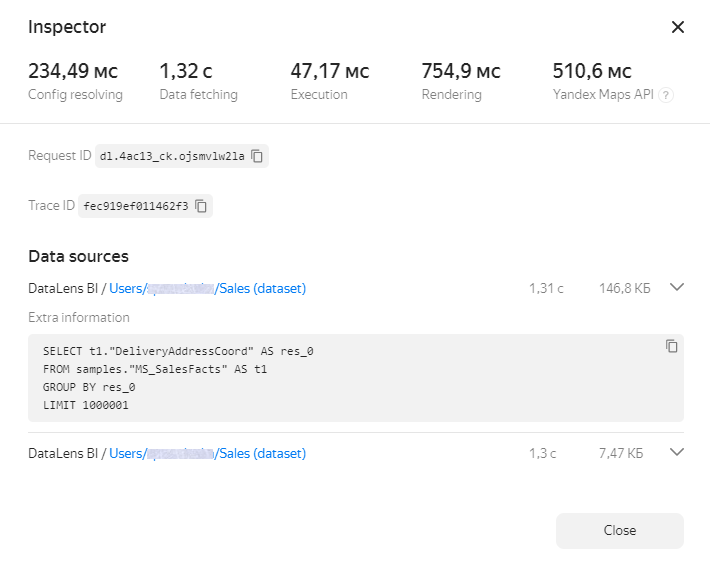 Inspector
234,49 мс 1,32 с 47,17 мс 754,9 мс 510,6 мс
Config resolving Data fetching Execution Rendering Yandex Maps API ?
Request ID dl.4ac13_ck.ojsmvlw2la
Trace ID fec919ef011462f3
Data sources
DataLens BI / Users/ /Sales (dataset) 1,31 с 146,8 КБ
Extra information
SELECT t1."DeliveryAddressCoord" AS res_0
FROM samples."MS_SalesFacts" AS t1
GROUP BY res_0
LIMIT 1000001
DataLens BI / Users/ /Sales (dataset) 1,3 с 7,47 КБ
Close